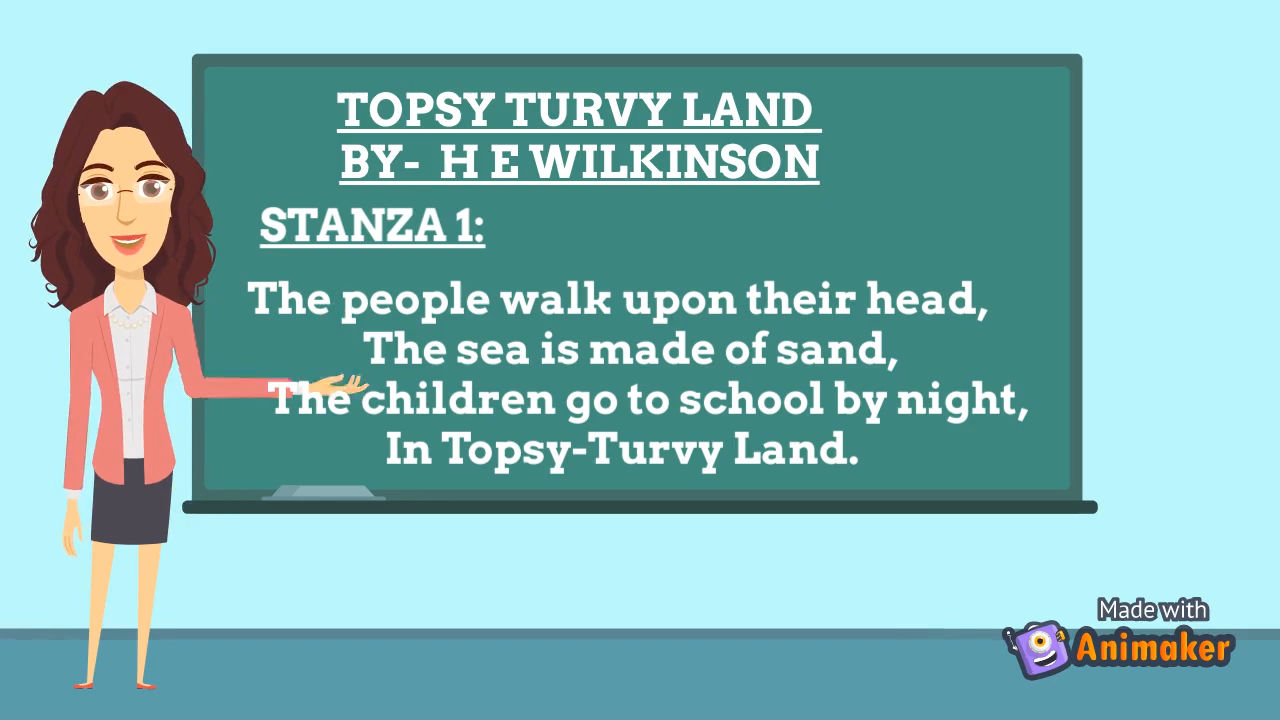 TOPSY TURVY LAND
BY- H E WILKINSON
STANZA 1:
The people walk upon their head,
The sea is made of sand,
The children go to school by night,
In Topsy-Turvy Land.
Made with
Animaker